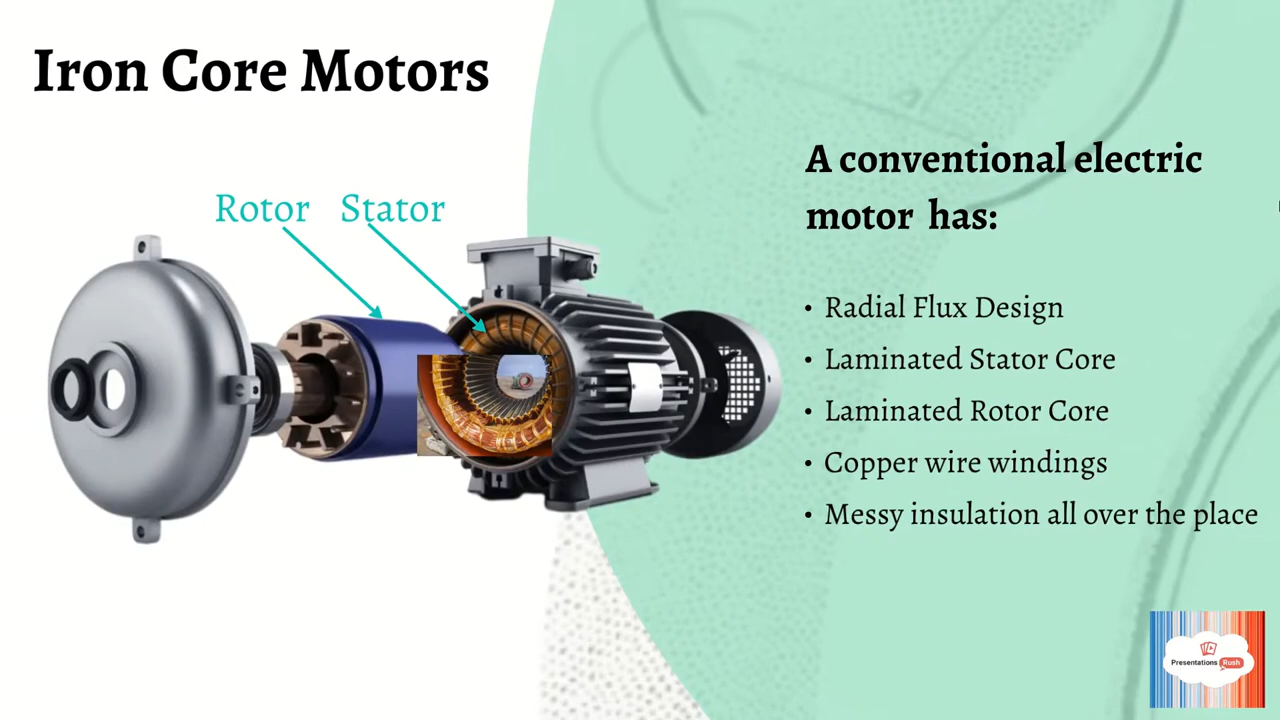 Iron Core Motors
Rotor Stator
A conventional electric
motor has:
• Radial Flux Design
• Laminated Stator Core
• Laminated Rotor Core
• Copper wire windings
• Messy insulation all over the place
Presentations Rush